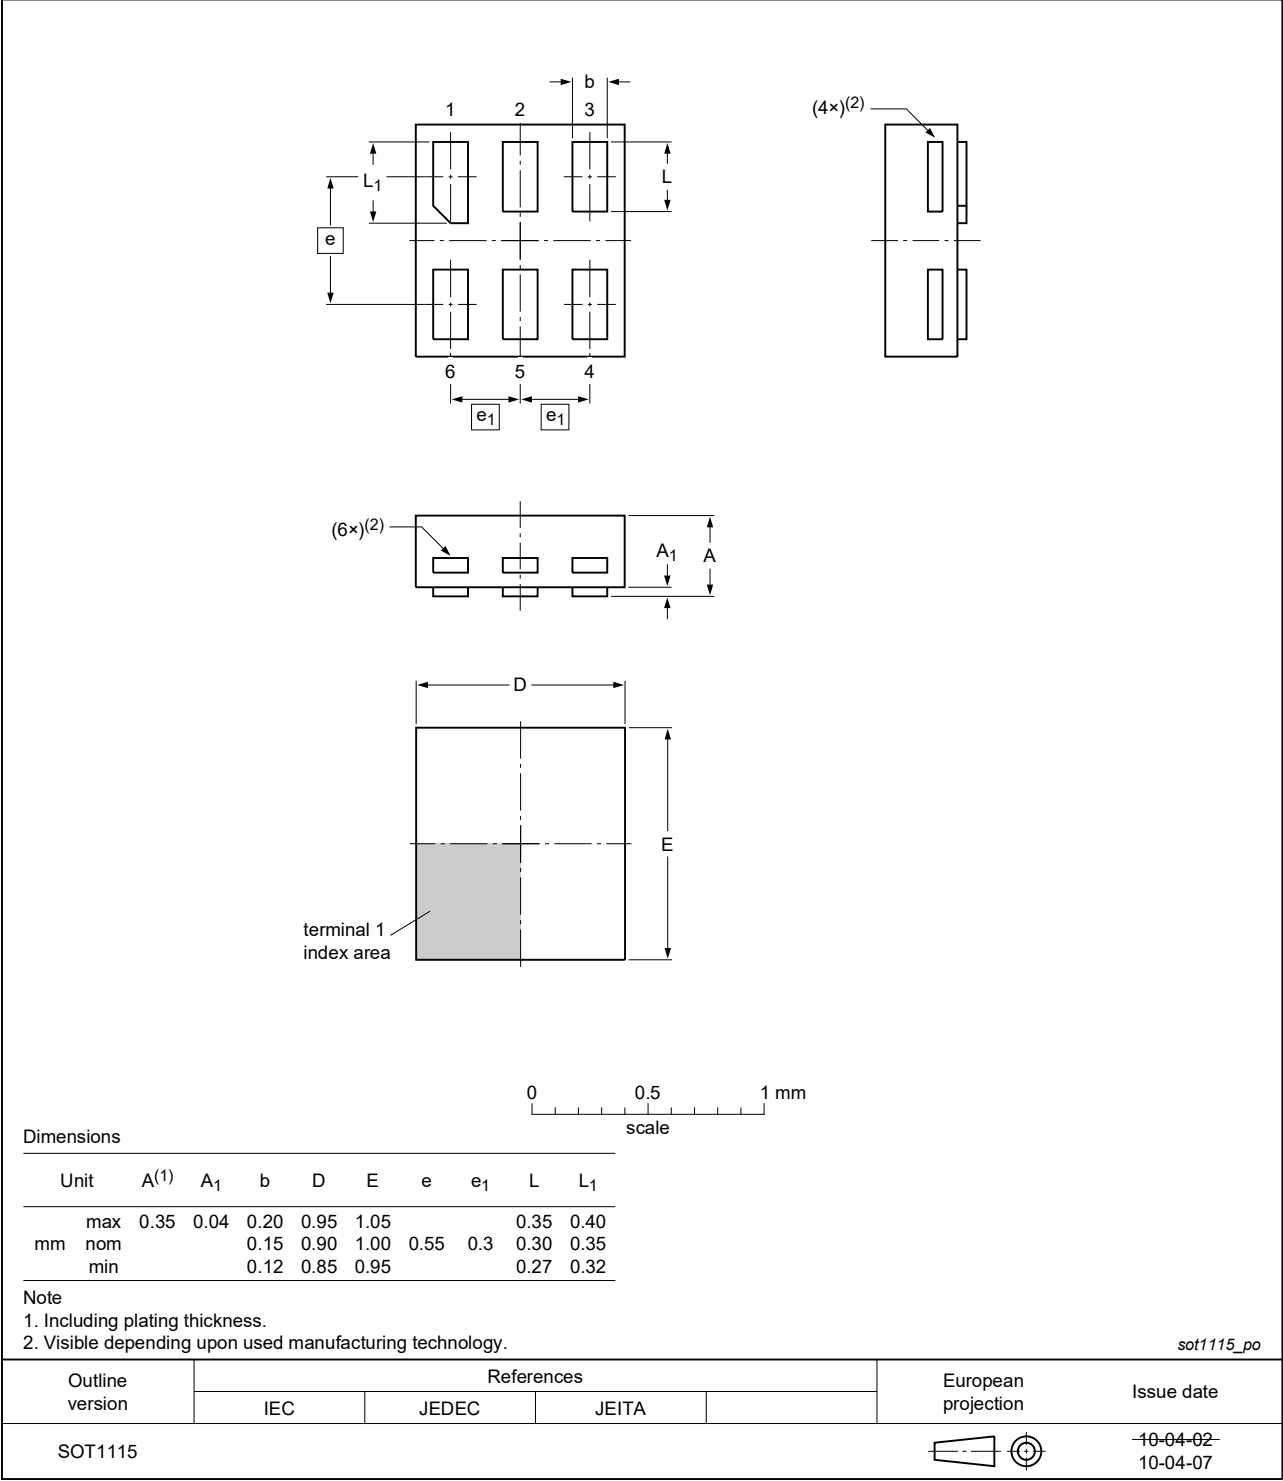 b
1 2 3
(4×)(2)
L1
L
e
6 5 4
e1 e1
(6×)(2)
A1
A
D
E
terminal 1
index area
0 0.5 1 mm
scale
Dimensions
Unit A(1) A1 b D E e e1 L L1
max 0.35 0.04 0.20 0.95 1.05 0.35 0.40
mm nom 0.15 0.90 1.00 0.55 0.3 0.30 0.35
min 0.12 0.85 0.95 0.27 0.32
Note
1. Including plating thickness.
2. Visible depending upon used manufacturing technology.
sot1115_po
Outline version
References
European projection
Issue date
IEC JEDEC JEITA
SOT1115
10-04-02
10-04-07